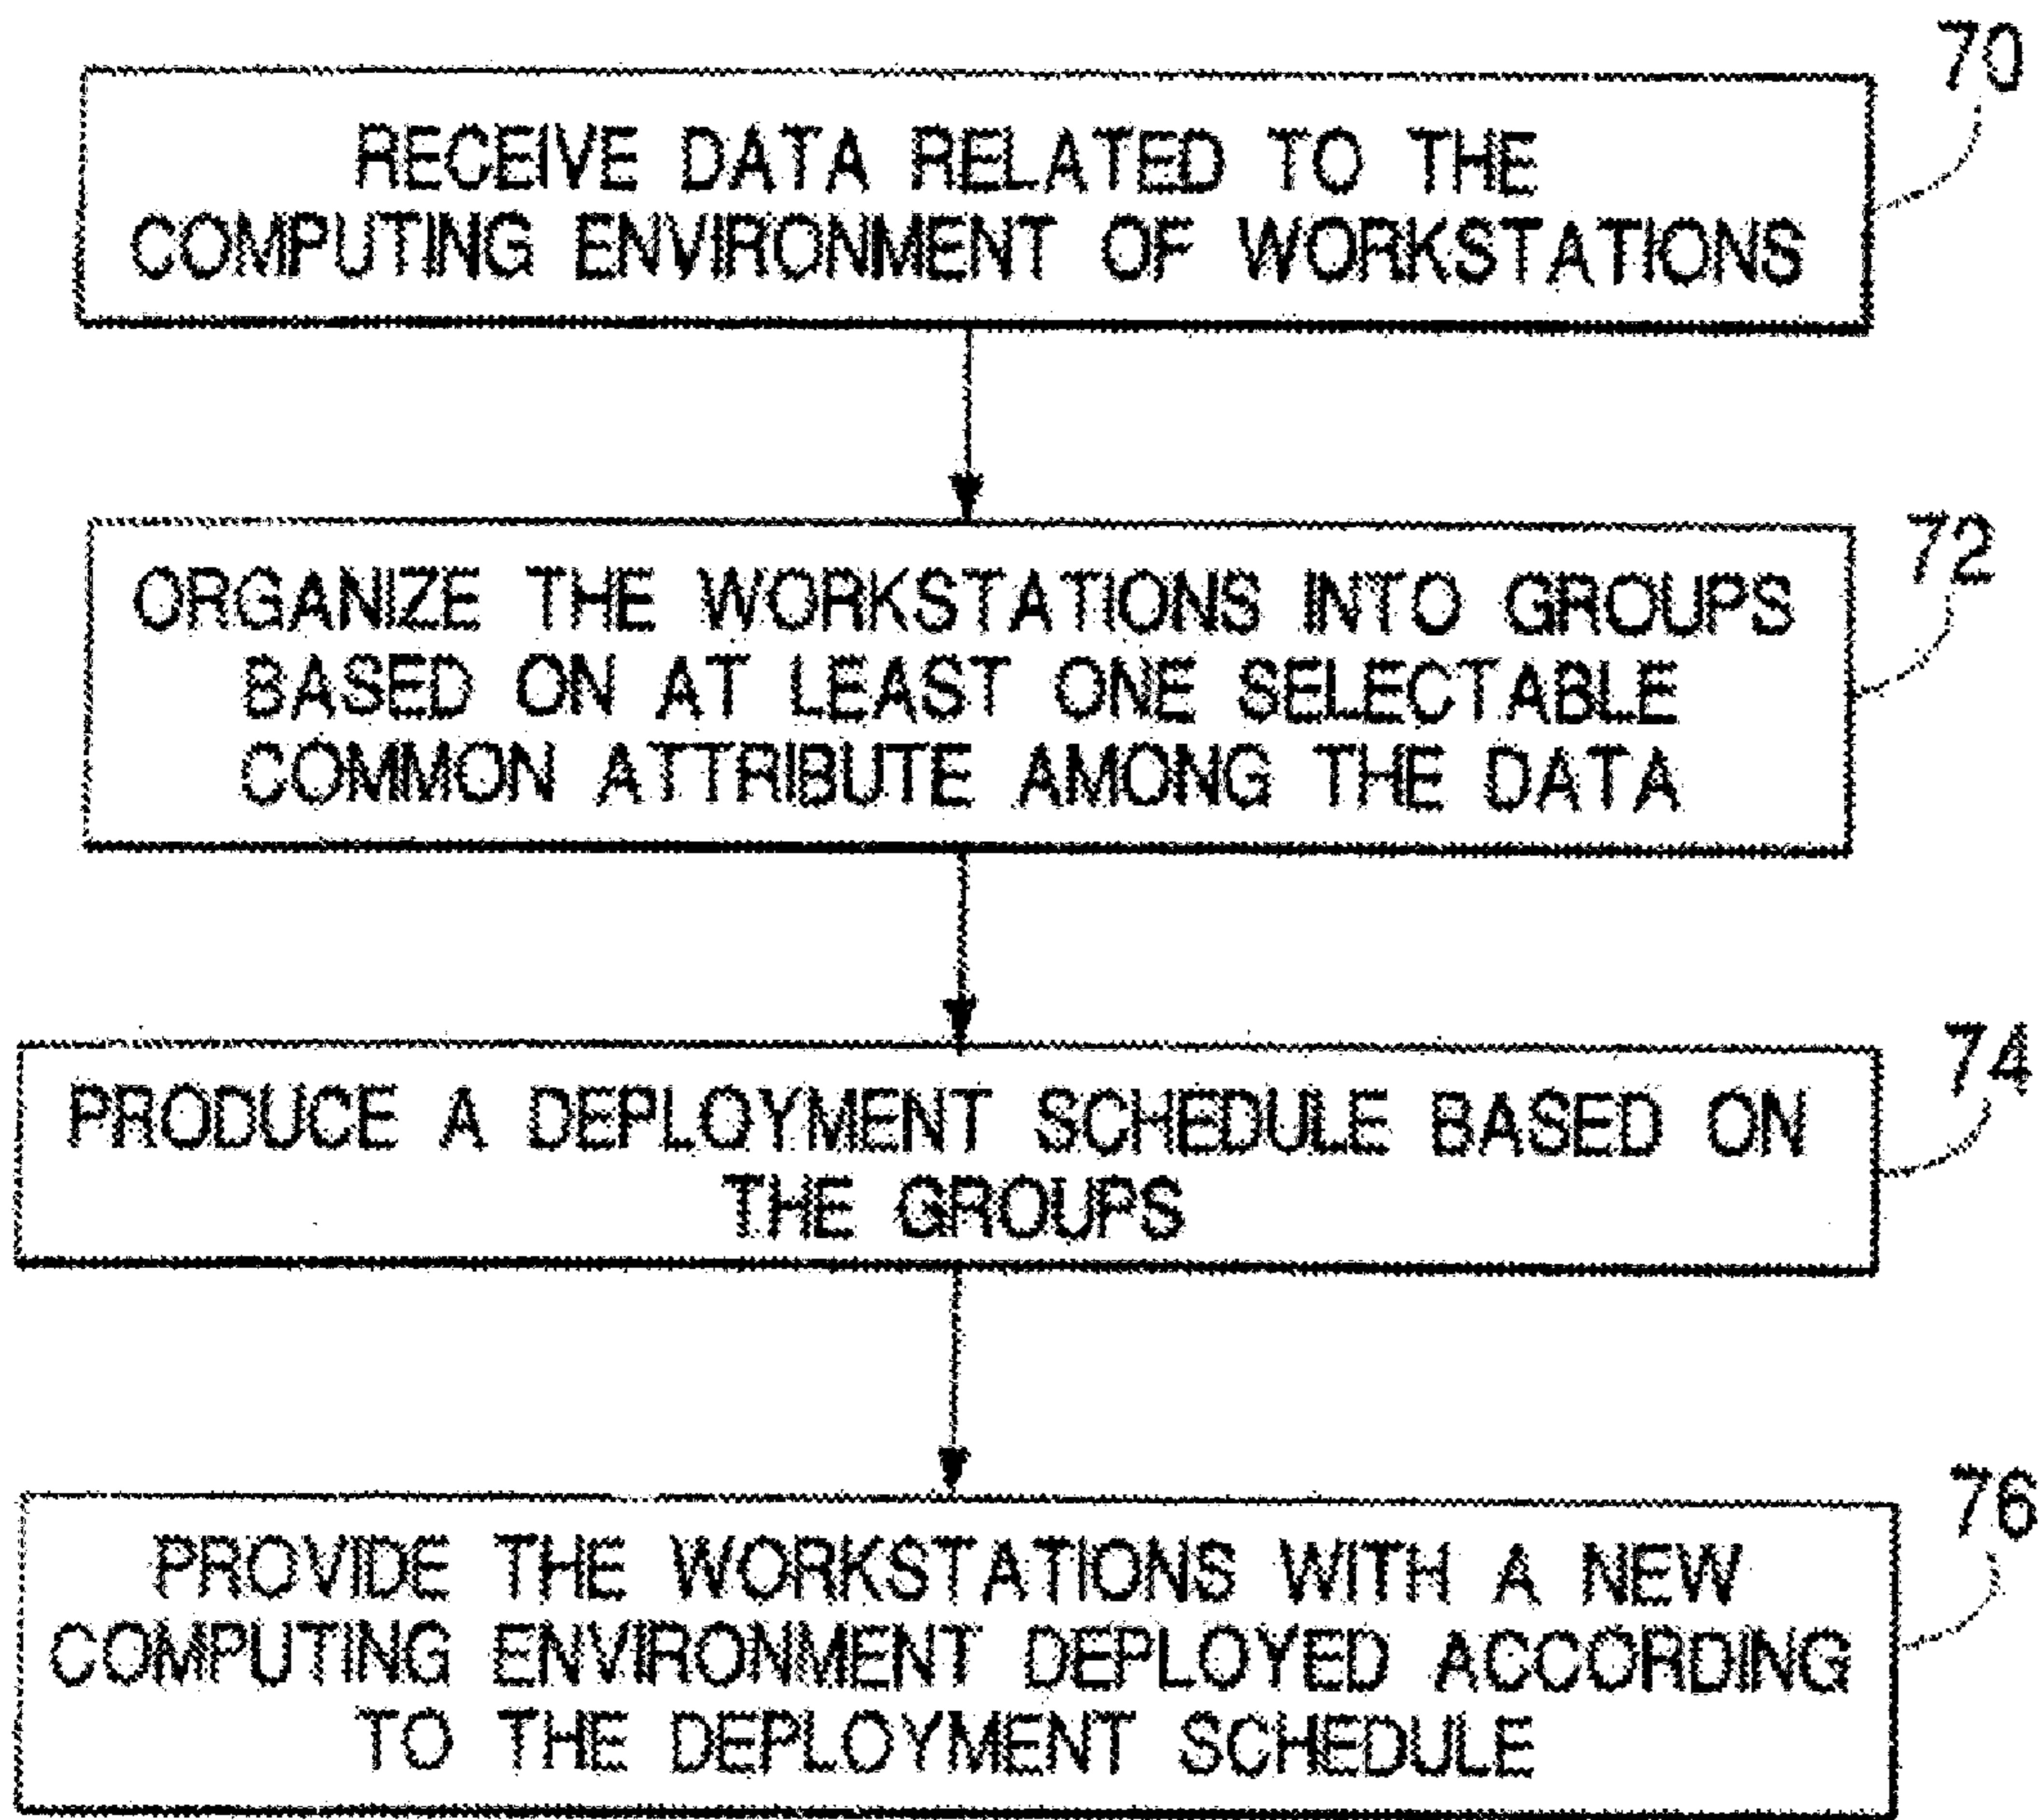 70
RECEIVE DATA RELATED TO THE
COMPUTING ENVIRONMENT OF WORKSTATIONS
72
ORGANIZE THE WORKSTATIONS INTO GROUPS
BASED ON AT LEAST ONE SELECTABLE
COMMON ATTRIBUTE AMONG THE DATA
74
PRODUCE A DEPLOYMENT SCHEDULE BASED ON
THE GROUPS
76
PROVIDE THE WORKSTATIONS WITH A NEW
COMPUTING ENVIRONMENT DEPLOYED ACCORDING
TO THE DEPLOYMENT SCHEDULE